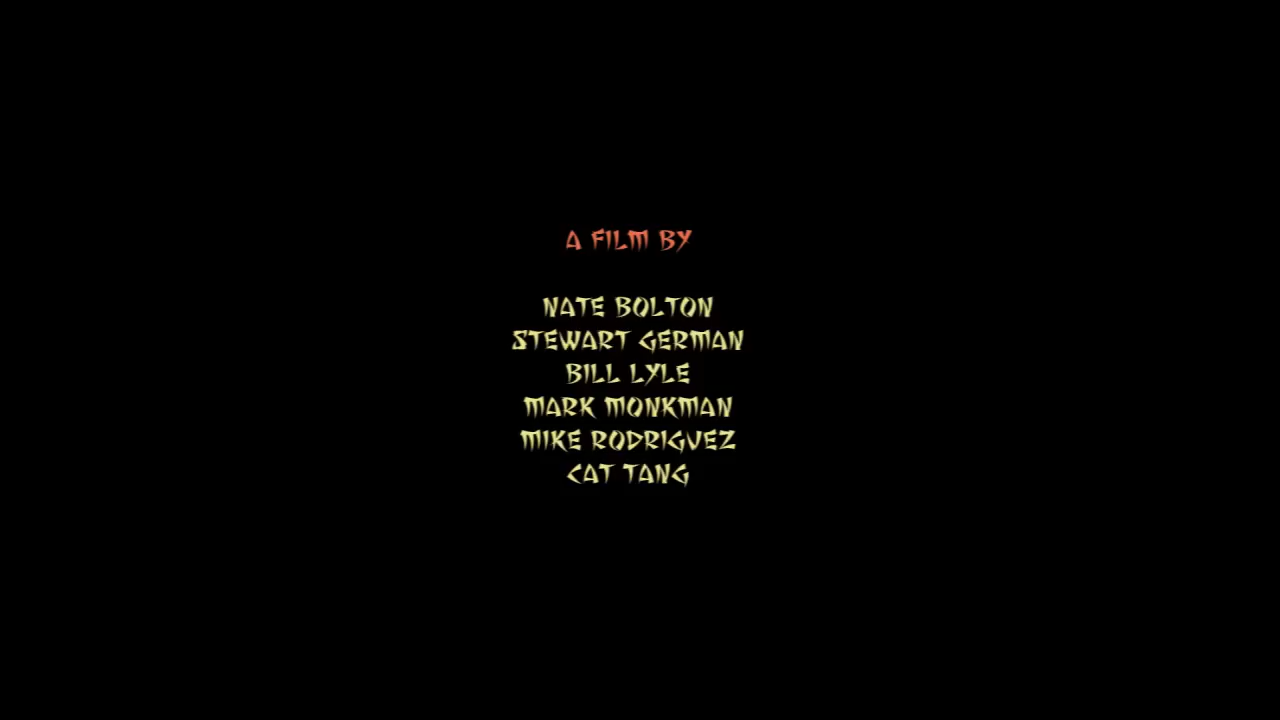 A FILM BY
NATE BOLTON
STEWART GERMAN
BILL LYLE
MARK MONKMAN
MIKE RODRIGUEZ
CAT TANG